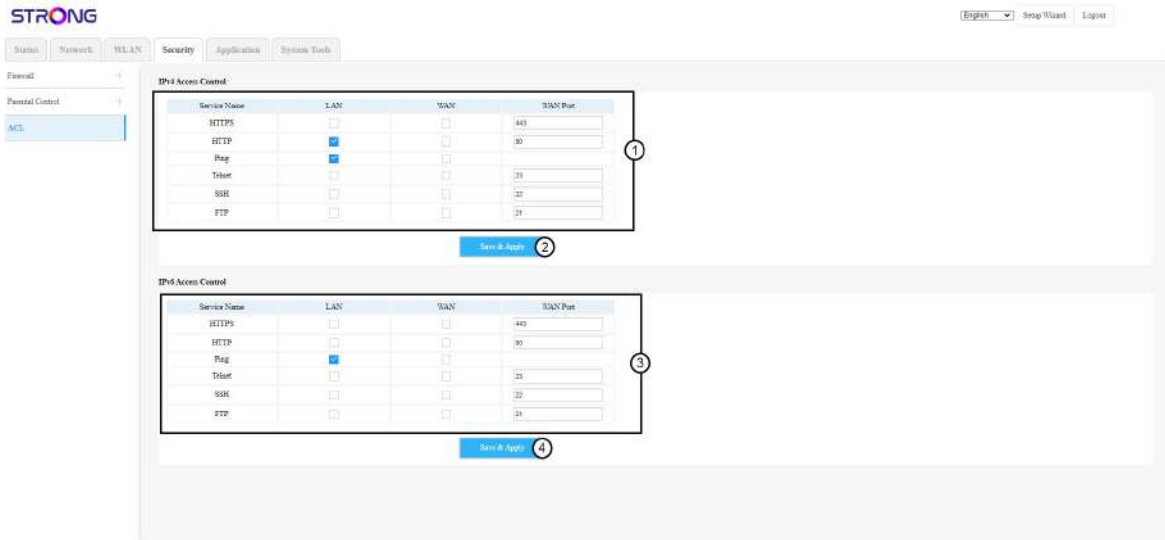 STRONG
English Setup Wizard Logout
Status Network WLAN Security Application System Tools
Firewall
Parental Control
ACL
IPv4 Access Control
Service Name LAN WAN WAN Port
HTTPS 443
HTTP 80
Ping
Telnet 23
SSH 22
FTP 21
1
Save & Apply 2
IPv6 Access Control
Service Name LAN WAN WAN Port
HTTPS 443
HTTP 80
Ping
Telnet 23
SSH 22
FTP 21
3
Save & Apply 4